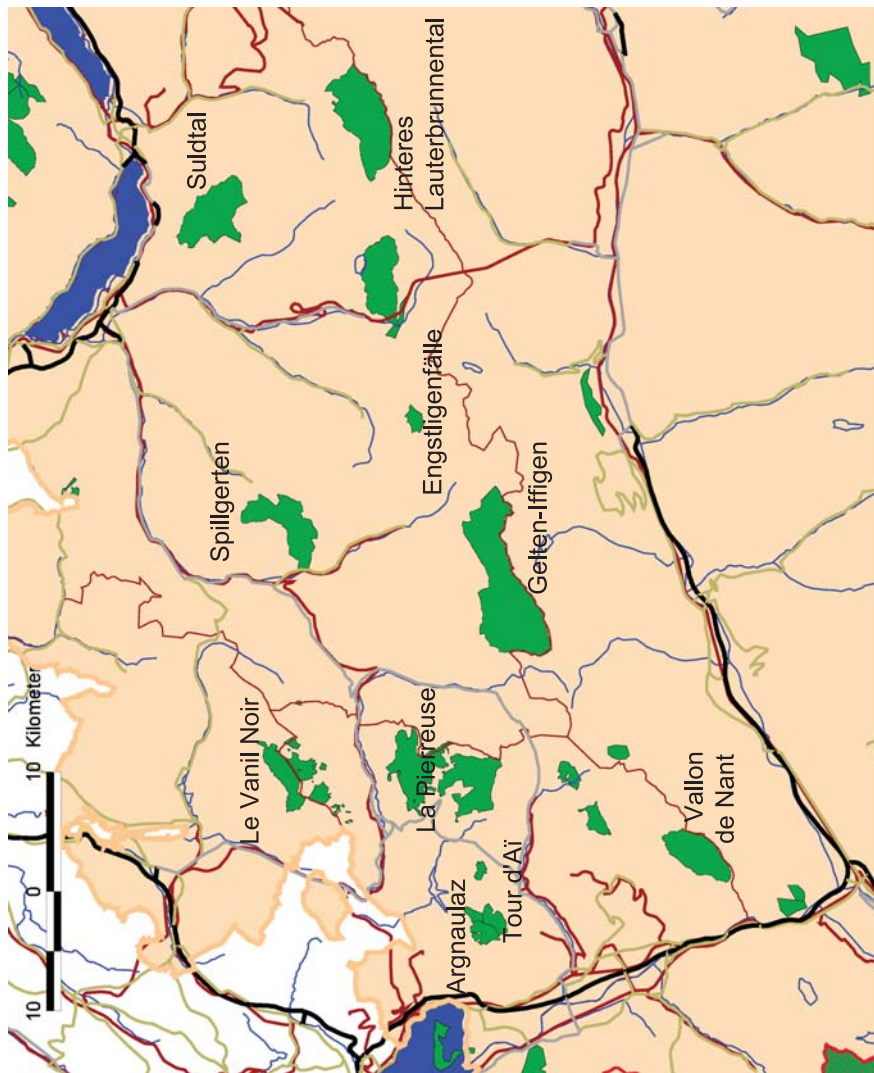 10
0
10
Kilometer
Suldtal
Hinteres
Lauterbrunnental
Spillgerten
Engstligenfälle
Gelten-Iffigen
Le Vanil Noir
La Pierreuse
Argnaulaz
Tour d'Aï
Vallon
de Nant